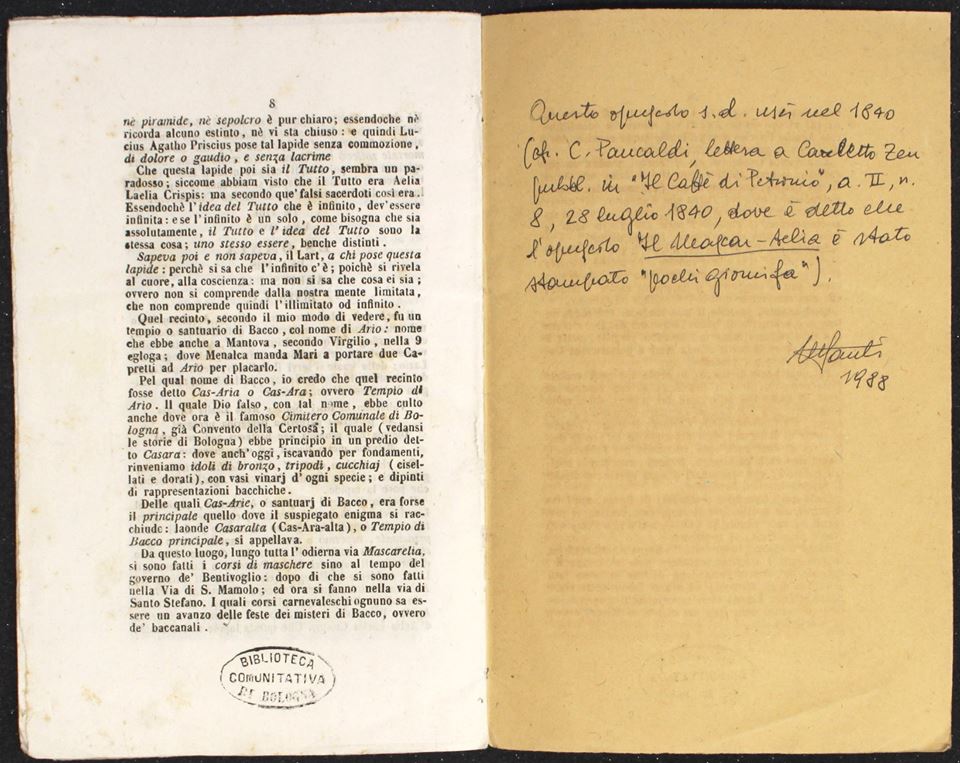 8
nè piramide, nè sepolcro è pur chiaro; essendochè nè
ricorda alcuno estinto, nè vi sta chiuso: e quindi Lu-
cius Agatho Priscius pose tal lapide senza commozione,
di dolore o gaudio, e senza lacrime
Che questa lapide poi sia il Tutto, sembra un pa-
radosso; siccome abbiam visto che il Tutto era Aelia
Laelia Crispis: ma secondo que' falsi sacerdoti così era.
Essendochè l'idea del Tutto che è infinito, dev'essere
infinita: e se l'infinito è un solo, come bisogna che sia
assolutamente, il Tutto e l'idea del Tutto sono la
stessa cosa; uno stesso essere, benche distinti.
Sapeva poi e non sapeva, il Lart, a chi pose questa
lapide: perchè si sa che l'infinito c'è; poichè si rivela
al cuore, alla coscienza: ma non si sa che cosa ei sia;
ovvero non si comprende dalla nostra mente limitata,
che non comprende quindi l'illimitato od infinito.
Quel recinto, secondo il mio modo di vedere, fu un
tempio o santuario di Bacco, col nome di Ario: nome
che ebbe anche a Mantova, secondo Virgilio, nella 9
egloga; dove Menalca manda Mari a portare due Ca-
pretti ad Ario per placarlo.
Pel qual nome di Bacco, io credo che quel recinto
fosse detto Cas-Aria o Cas-Ara; ovvero Tempio di
Ario. Il quale Dio falso, con tal nome, ebbe culto
anche dove ora è il famoso Cimitero Comunale di Bo-
logna, già Convento della Certosa; il quale (vedansi
le storie di Bologna) ebbe principio in un predio det-
to Casara: dove anch'oggi, iscavando per fondamenti,
rinveniamo idoli di bronzo, tripodi, cucchiaj (cisel-
lati e dorati), con vasi vinarj d'ogni specie; e dipinti
di rappresentazioni bacchiche.
Delle quali Cas-Arie, o santuarj di Bacco, era forse
il principale quello dove il suspiegato enigma si rac-
chiude: laonde Casaralta (Cas-Ara-alta), o Tempio di
Bacco principale, si appellava.
Da questo luogo, lungo tutta l'odierna via Mascarelia,
si sono fatti i corsi di maschere sino al tempo del
governo de' Bentivoglio: dopo di che si sono fatti
nella Via di S. Mamolo; ed ora si fanno nella via di
Santo Stefano. I quali corsi carnevaleschi ognuno sa es-
sere un avanzo delle feste dei misteri di Bacco, ovvero
de' baccanali.
BIBLIOTECA
COMUNITATIVA
DI BOLOGNA
Questo opuscolo s.d. uscì nel 1840
(cfr. C. Pancaldi, lettera a Carletto Zen
pubbl. in "Il Caffè di Petronio", a. II, n.
8, 28 luglio 1840, dove è detto che
l'opuscolo Il Mascar-Aelia è stato
stampato "pochi giorni fa").
1988